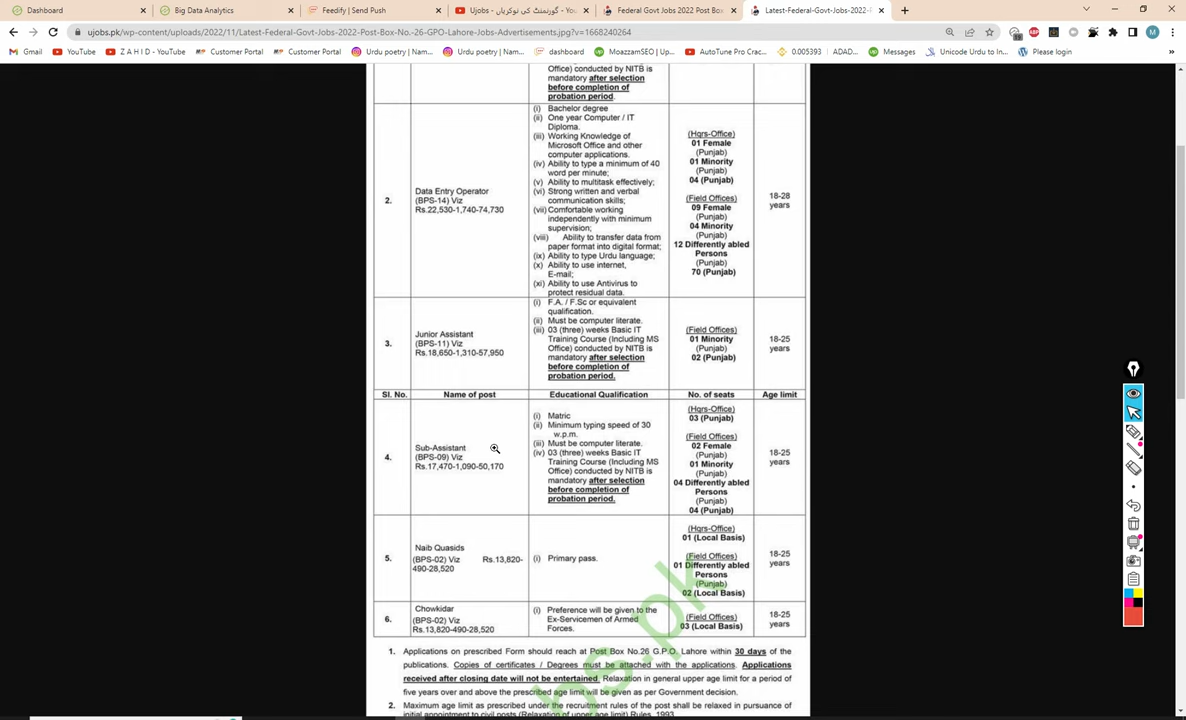 Dashboard
Big Data Analytics
Feedify | Send Push
Ujobs - گورنمنٹ کی نوکریاں - You
Federal Govt Jobs 2022 Post Box
Latest-Federal-Govt-Jobs-2022-
ujobs.pk/wp-content/uploads/2022/11/Latest-Federal-Govt-Jobs-2022-Post-Box-No.-26-GPO-Lahore-Jobs-Advertisements.jpg?v=1668240264
M
Gmail
YouTube
Z A H I D - YouTube
Customer Portal
Customer Portal
Urdu poetry | Nam...
Urdu poetry | Nam...
dashboard
MoazzamSEO | Up...
AutoTune Pro Crac...
0.005393
ADAD...
Messages
Unicode Urdu to In...
Please login
»
Office) conducted by NITB is
mandatory after selection
before completion of
probation period.
2.
Data Entry Operator
(BPS-14) Viz
Rs.22,530-1,740-74,730
(i) Bachelor degree
(ii) One year Computer / IT
Diploma.
(iii) Working Knowledge of
Microsoft Office and other
computer applications.
(iv) Ability to type a minimum of 40
word per minute;
(v) Ability to multitask effectively;
(vi) Strong written and verbal
communication skills;
(vii) Comfortable working
independently with minimum
supervision;
(viii) Ability to transfer data from
paper format into digital format;
(ix) Ability to type Urdu language;
(x) Ability to use internet,
E-mail;
(xi) Ability to use Antivirus to
protect residual data.
(Hqrs-Office)
01 Female
(Punjab)
01 Minority
(Punjab)
04 (Punjab)
(Field Offices)
09 Female
(Punjab)
04 Minority
(Punjab)
12 Differently abled
Persons
(Punjab)
70 (Punjab)
18-28
years
3.
Junior Assistant
(BPS-11) Viz
Rs.18,650-1,310-57,950
(i) F.A. / F.Sc or equivalent
qualification.
(ii) Must be computer literate.
(iii) 03 (three) weeks Basic IT
Training Course (Including MS
Office) conducted by NITB is
mandatory after selection
before completion of
probation period.
(Field Offices)
01 Minority
02 (Punjab)
18-25
years
Sl. No. Name of post Educational Qualification No. of seats Age limit
4.
Sub-Assistant
(BPS-09) Viz
Rs.17,470-1,090-50,170
(i) Matric
(ii) Minimum typing speed of 30
w.p.m.
(iii) Must be computer literate.
(iv) 03 (three) weeks Basic IT
Training Course (Including MS
Office) conducted by NITB is
mandatory after selection
before completion of
probation period.
(Hqrs-Office)
03 (Punjab)
(Field Offices)
02 Female
(Punjab)
01 Minority
(Punjab)
04 Differently abled
Persons
(Punjab)
04 (Punjab)
18-25
years
5.
Naib Quasids
(BPS-02) Viz Rs.13,820-
490-28,520
(i) Primary pass.
(Hqrs-Office)
01 (Local Basis)
(Field Offices)
01 Differently abled
Persons
(Punjab)
02 (Local Basis)
18-25
years
6.
Chowkidar
(BPS-02) Viz
Rs.13,820-490-28,520
(i) Preference will be given to the
Ex-Servicemen of Armed
Forces.
(Field Offices)
03 (Local Basis)
18-25
years
1. Applications on prescribed Form should reach at Post Box No.26 G.P.O. Lahore within 30 days of the
publications. Copies of certificates / Degrees must be attached with the applications. Applications
received after closing date will not be entertained. Relaxation in general upper age limit for a period of
five years over and above the prescribed age limit will be given as per Government decision.
2. Maximum age limit as prescribed under the recruitment rules of the post shall be relaxed in pursuance of
initial appointment to civil posts (Relaxation of upper age limit) Rules, 1993
bs.pk